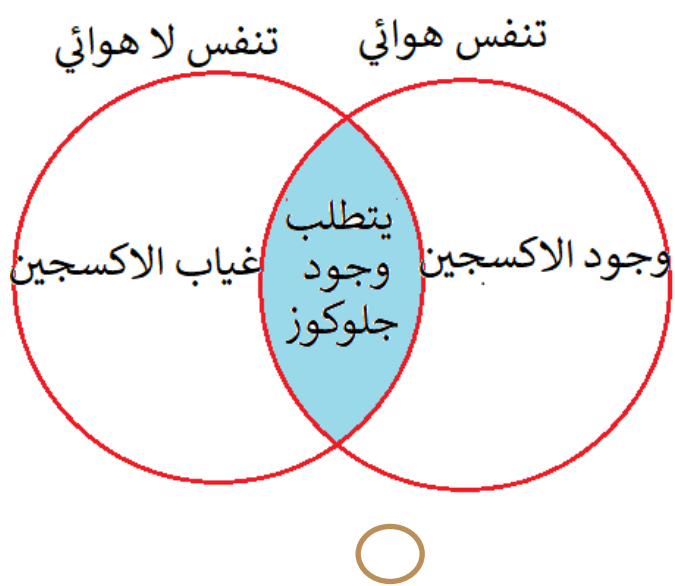 تنفس هوائي
تنفس لا هوائي
وجود الاكسجين
يتطلب
وجود
جلوكوز
غياب الاكسجين